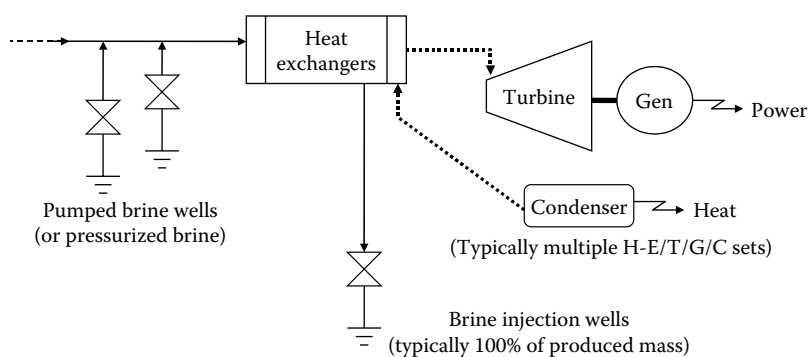 Heat
exchangers
Turbine
Gen
Power
Pumped brine wells
(or pressurized brine)
Condenser
Heat
(Typically multiple H-E/T/G/C sets)
Brine injection wells
(typically 100% of produced mass)